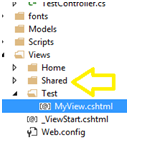 TestController.cs
fonts
Models
Scripts
Views
Home
Shared
Test
[@] MyView.cshtml
[@] _ViewStart.cshtml
Web.config